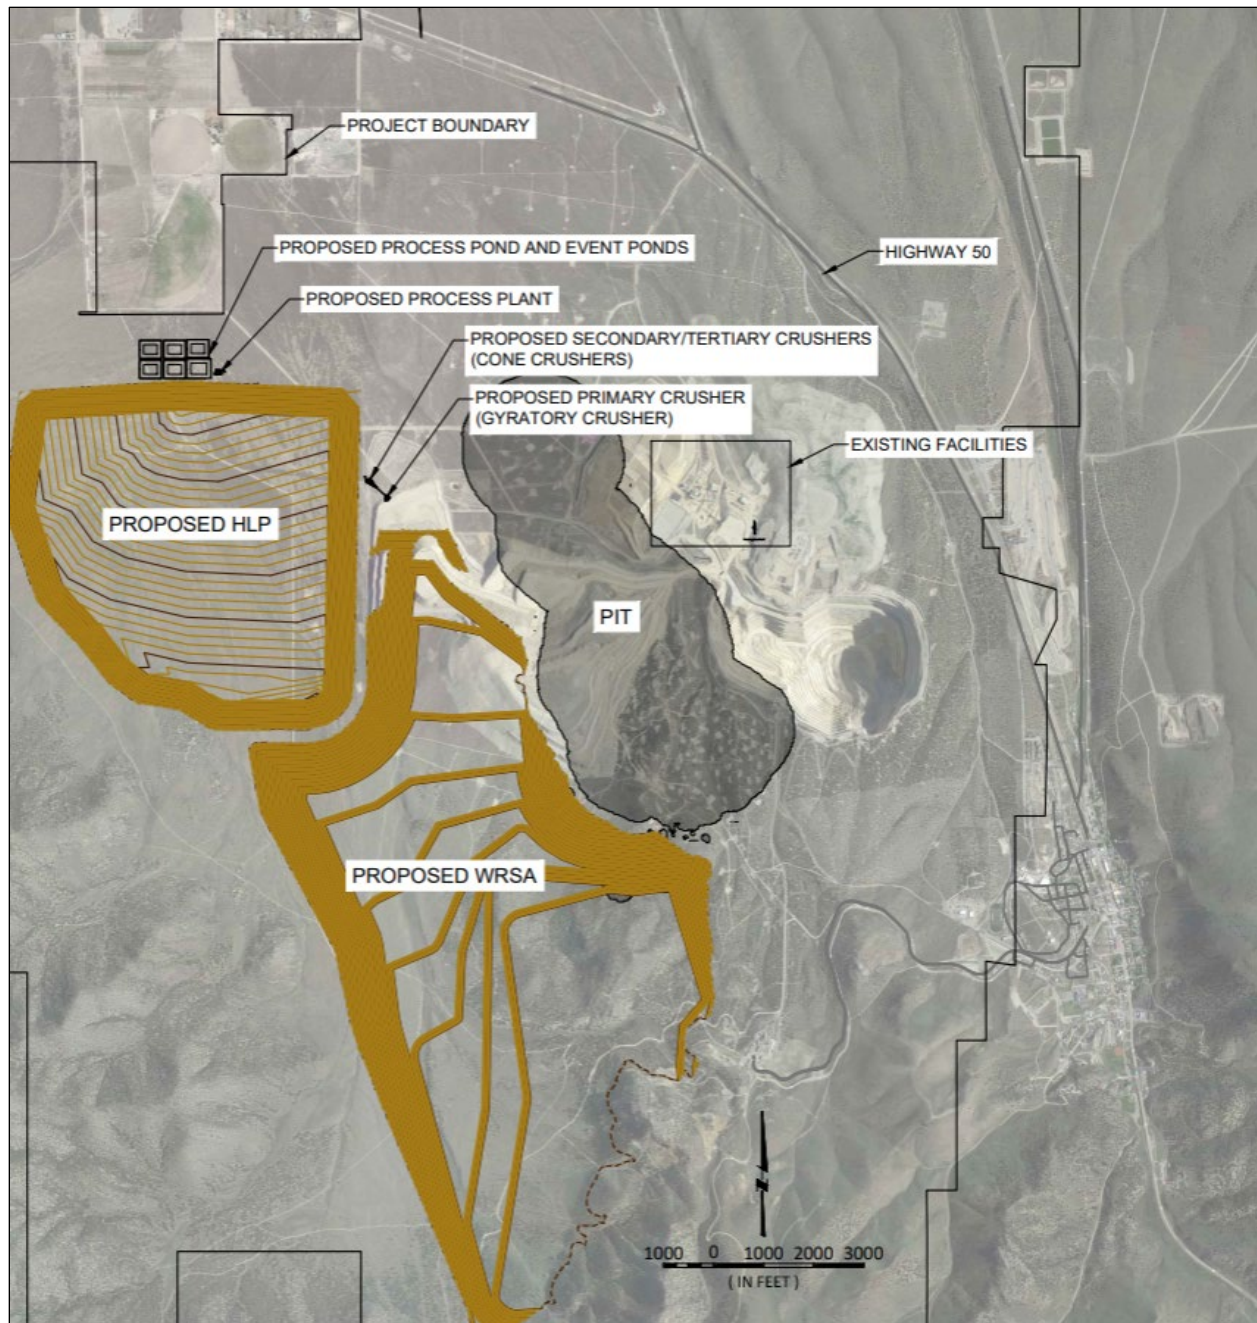 PROJECT BOUNDARY
PROPOSED PROCESS POND AND EVENT PONDS
HIGHWAY 50
PROPOSED PROCESS PLANT
PROPOSED SECONDARY/TERTIARY CRUSHERS
(CONE CRUSHERS)
PROPOSED PRIMARY CRUSHER
(GYRATORY CRUSHER)
EXISTING FACILITIES
PROPOSED HLP
PIT
PROPOSED WRSA
N
1000 0 1000 2000 3000
( IN FEET )